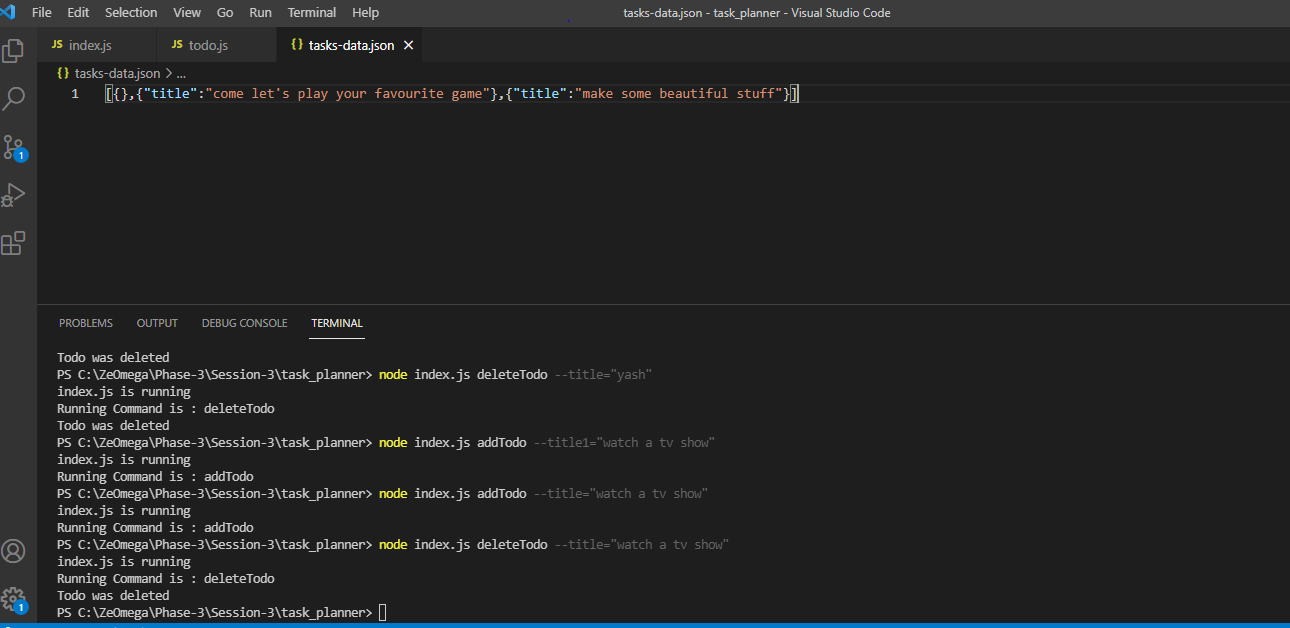 File Edit Selection View Go Run Terminal Help tasks-data.json - task_planner - Visual Studio Code
JS index.js JS todo.js {} tasks-data.json ×
{} tasks-data.json > ...
1 [{},{"title":"come let's play your favourite game"},{"title":"make some beautiful stuff"}]
1
PROBLEMS OUTPUT DEBUG CONSOLE TERMINAL
Todo was deleted
PS C:\ZeOmega\Phase-3\Session-3\task_planner> node index.js deleteTodo --title="yash"
index.js is running
Running Command is : deleteTodo
Todo was deleted
PS C:\ZeOmega\Phase-3\Session-3\task_planner> node index.js addTodo --title1="watch a tv show"
index.js is running
Running Command is : addTodo
PS C:\ZeOmega\Phase-3\Session-3\task_planner> node index.js addTodo --title="watch a tv show"
index.js is running
Running Command is : addTodo
PS C:\ZeOmega\Phase-3\Session-3\task_planner> node index.js deleteTodo --title="watch a tv show"
index.js is running
Running Command is : deleteTodo
Todo was deleted
1
PS C:\ZeOmega\Phase-3\Session-3\task_planner>